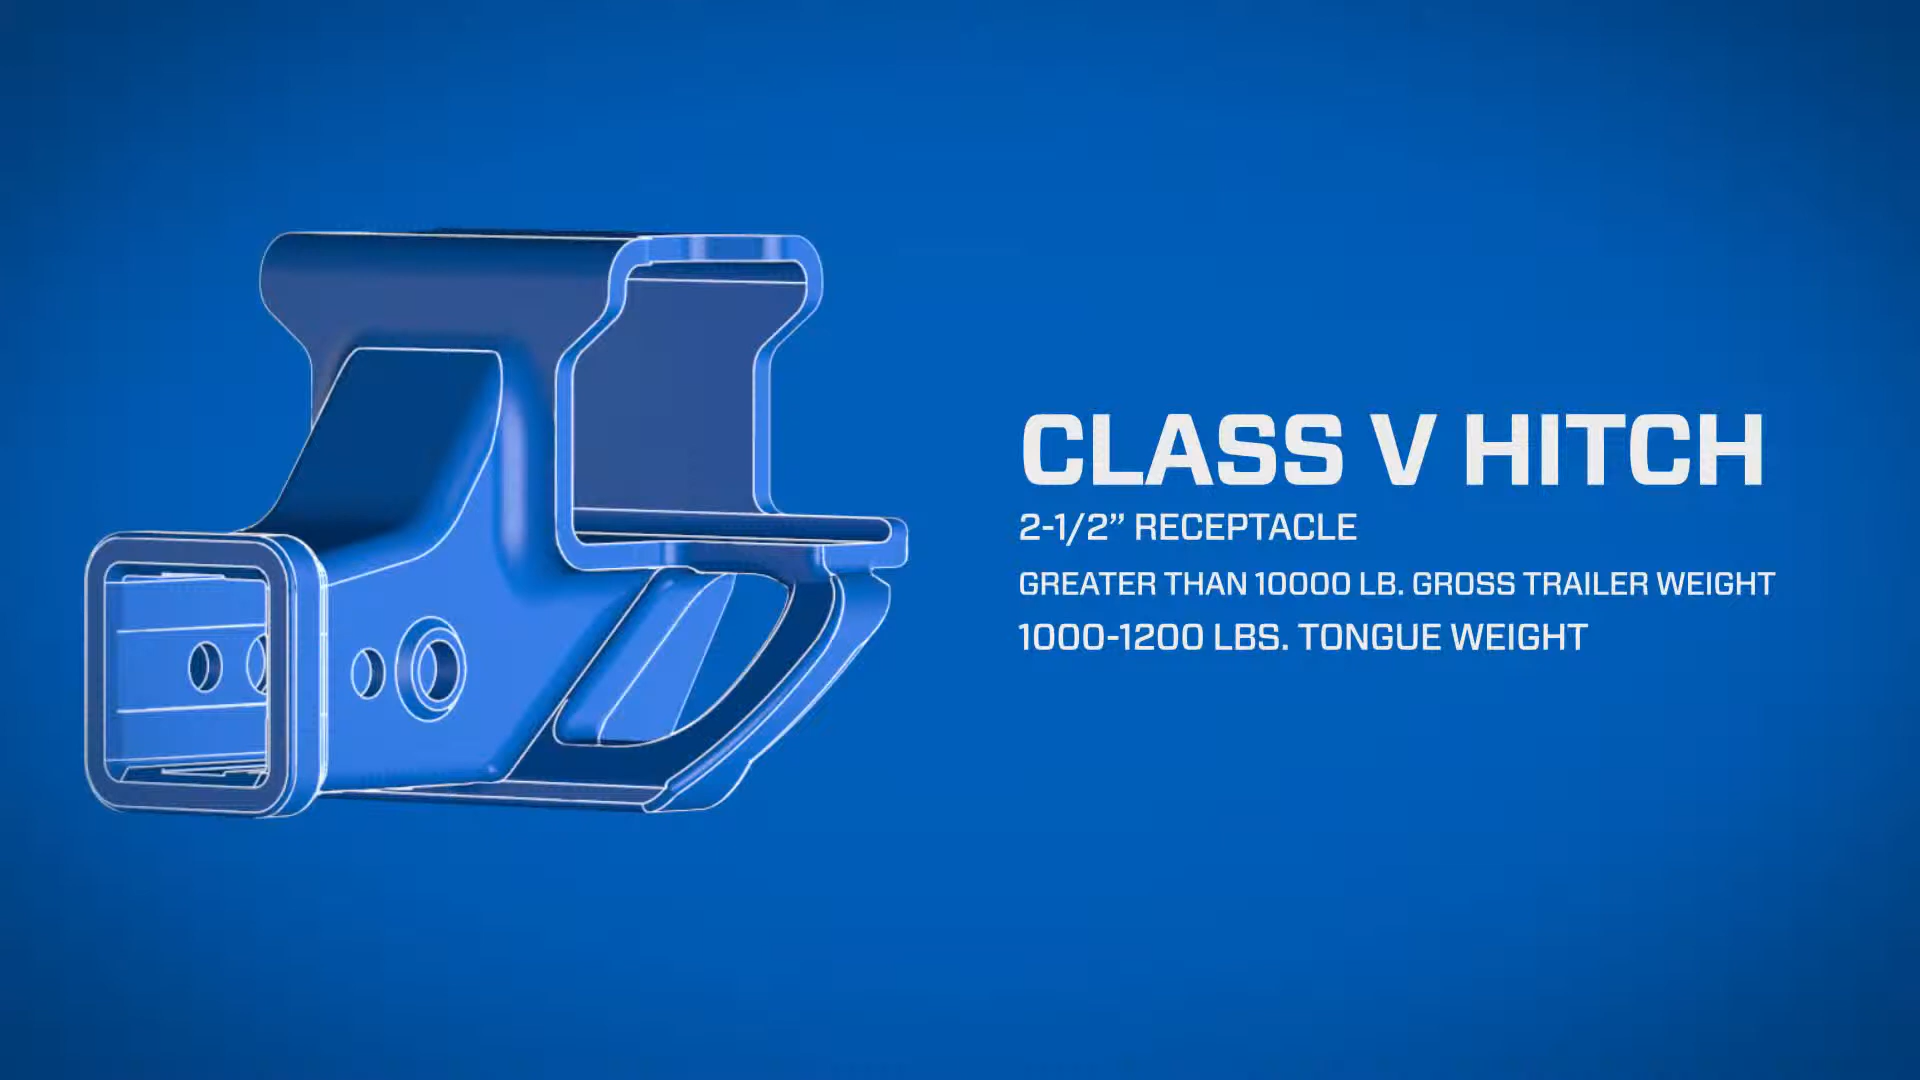 CLASS V HITCH
2-1/2” RECEPTACLE
GREATER THAN 10000 LB. GROSS TRAILER WEIGHT
1000-1200 LBS. TONGUE WEIGHT